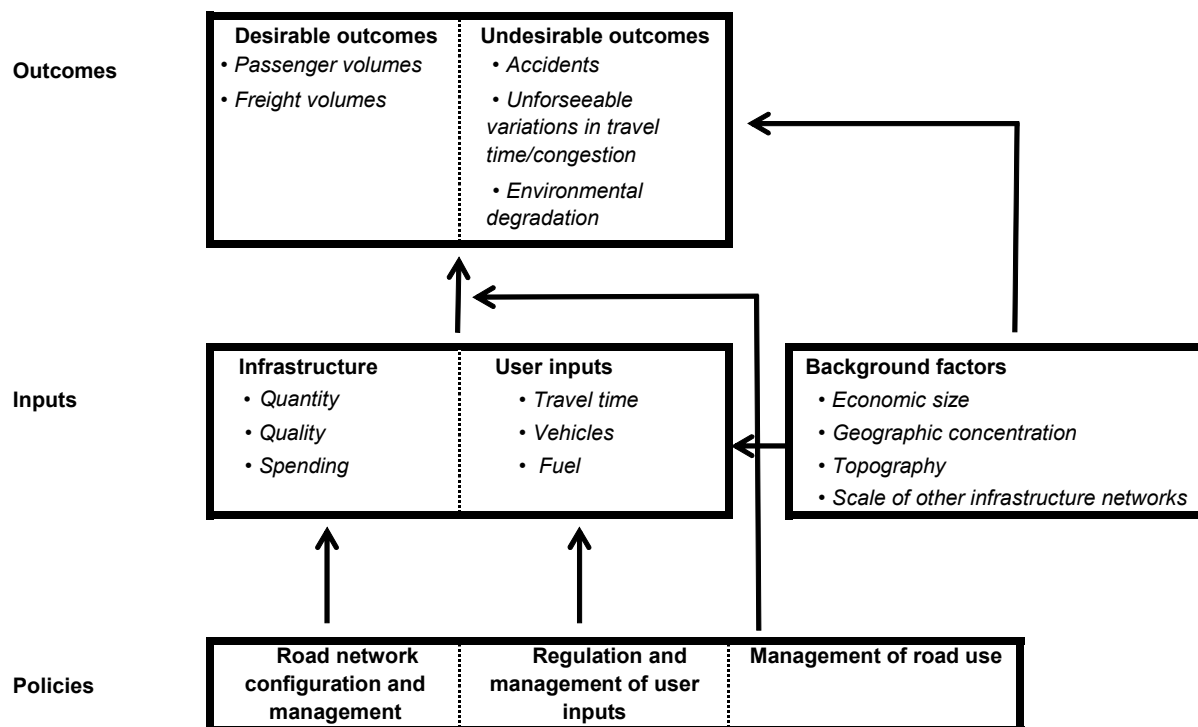 Outcomes
Desirable outcomes
• Passenger volumes
• Freight volumes
Undesirable outcomes
• Accidents
• Unforseeable
variations in travel
time/congestion
• Environmental
degradation
Inputs
Infrastructure
• Quantity
• Quality
• Spending
User inputs
• Travel time
• Vehicles
• Fuel
Background factors
• Economic size
• Geographic concentration
• Topography
• Scale of other infrastructure networks
Policies
Road network
configuration and
management
Regulation and
management of user
inputs
Management of road use